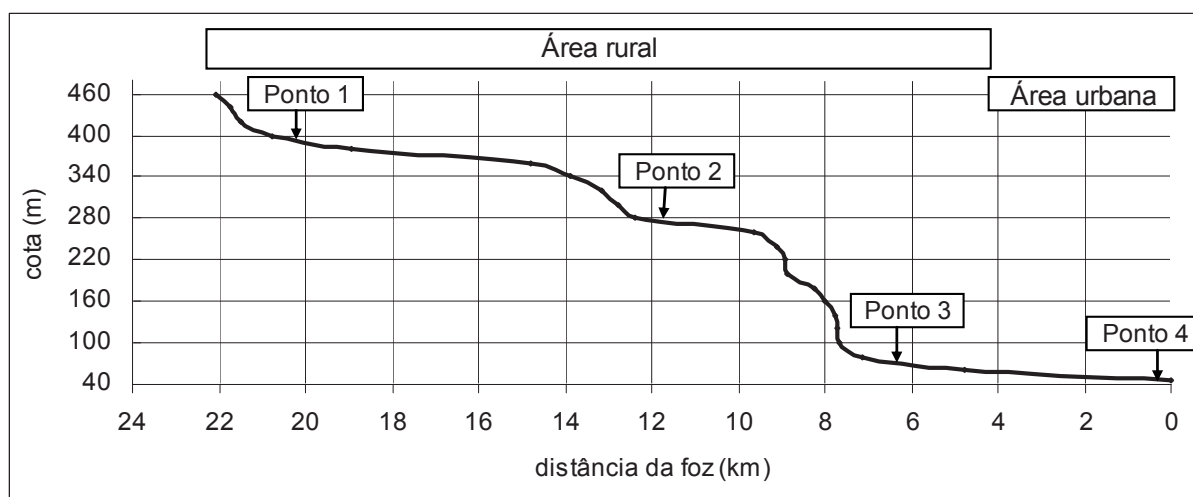 Área rural
Área urbana
Ponto 1
Ponto 2
Ponto 3
Ponto 4
cota (m)
460
400
340
280
220
160
100
40
24 22 20 18 16 14 12 10 8 6 4 2 0
distância da foz (km)